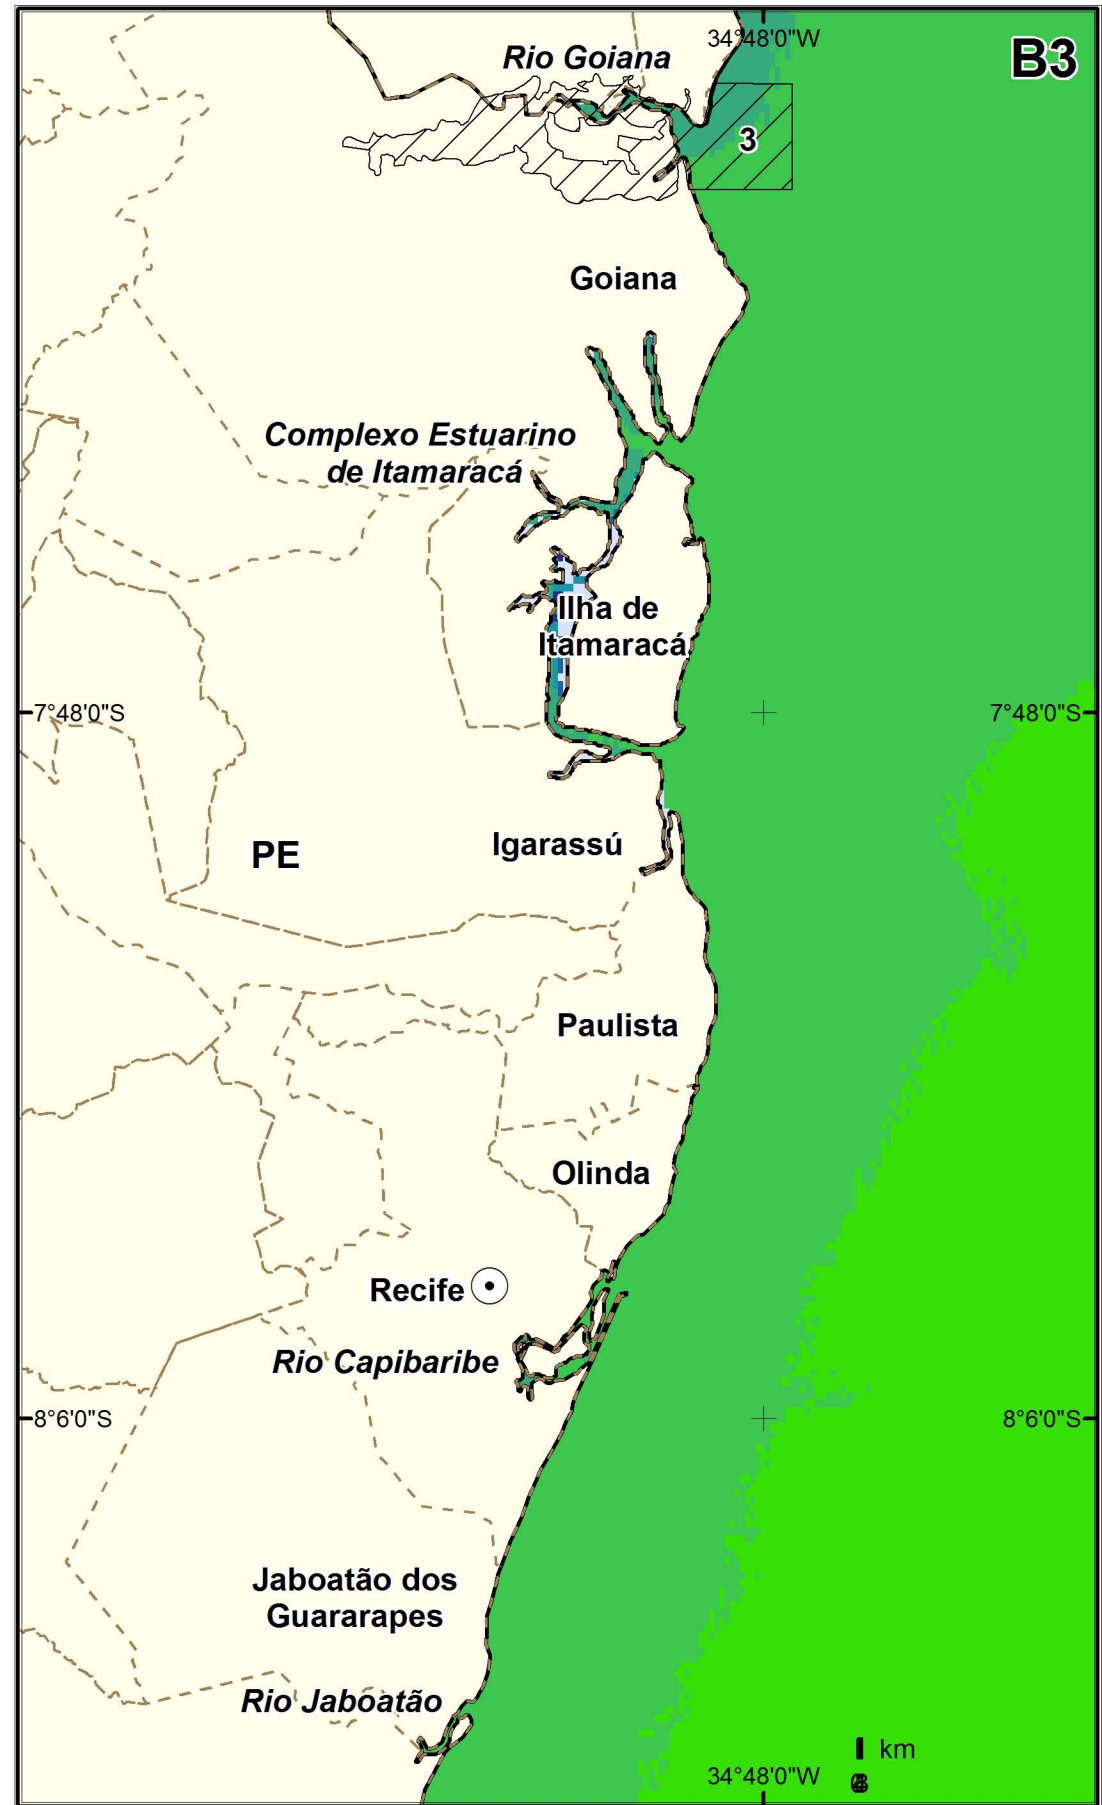 34°48'0"W
B3
Rio Goiana
3
Goiana
Complexo Estuarino
de Itamaracá
Ilha de
Itamaracá
7°48'0"S
7°48'0"S
Igarassú
PE
Paulista
Olinda
Recife
Rio Capibaribe
8°6'0"S
8°6'0"S
Jaboatão dos
Guararapes
Rio Jaboatão
km
34°48'0"W